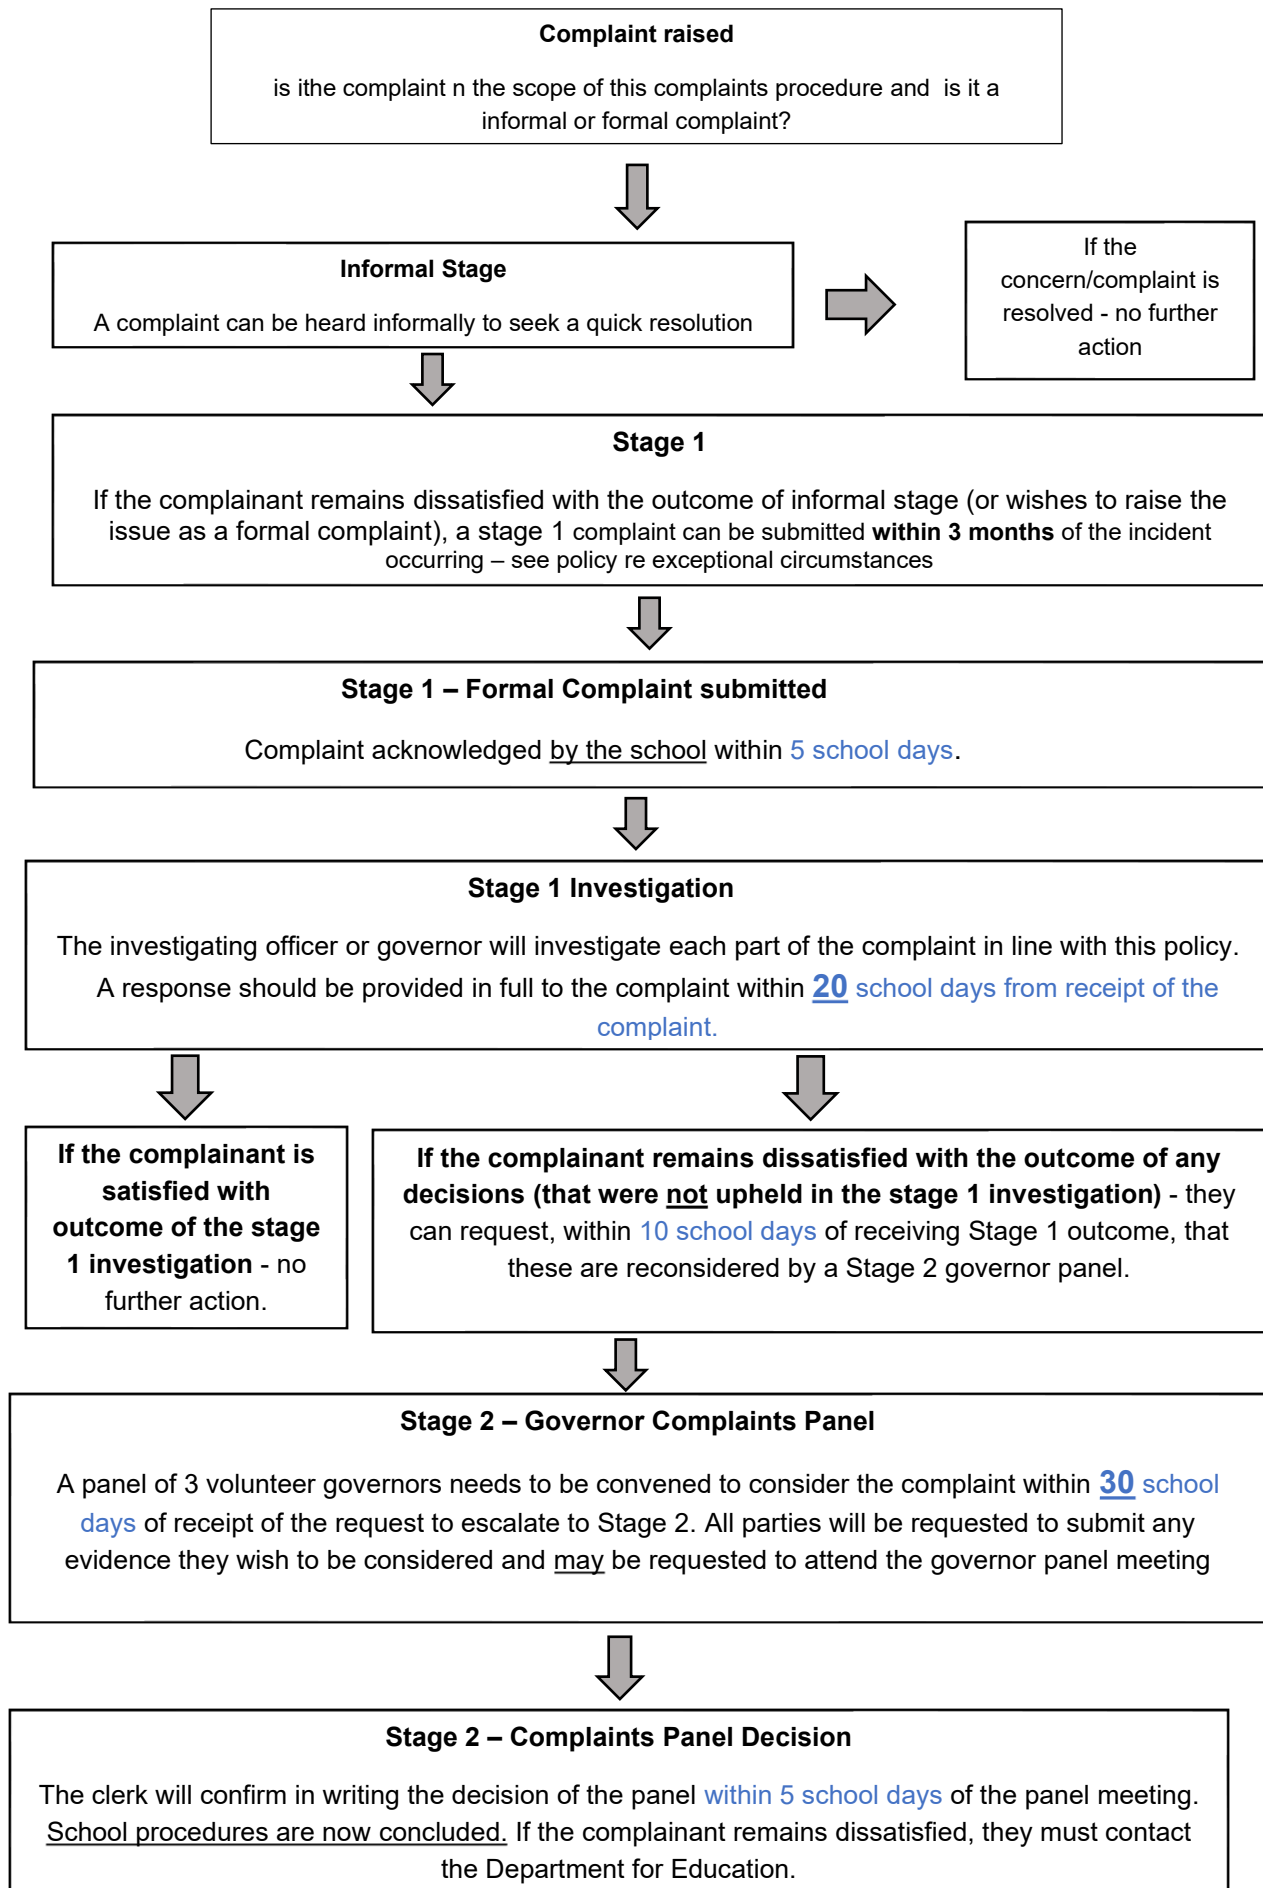 Complaint raised
is ithe complaint n the scope of this complaints procedure and is it a
informal or formal complaint?
Informal Stage
A complaint can be heard informally to seek a quick resolution
If the
concern/complaint is
resolved - no further
action
Stage 1
If the complainant remains dissatisfied with the outcome of informal stage (or wishes to raise the
issue as a formal complaint), a stage 1 complaint can be submitted within 3 months of the incident
occurring – see policy re exceptional circumstances
Stage 1 – Formal Complaint submitted
Complaint acknowledged by the school within 5 school days.
Stage 1 Investigation
The investigating officer or governor will investigate each part of the complaint in line with this policy.
A response should be provided in full to the complaint within 20 school days from receipt of the
complaint.
If the complainant is
satisfied with
outcome of the stage
1 investigation - no
further action.
If the complainant remains dissatisfied with the outcome of any
decisions (that were not upheld in the stage 1 investigation) - they
can request, within 10 school days of receiving Stage 1 outcome, that
these are reconsidered by a Stage 2 governor panel.
Stage 2 – Governor Complaints Panel
A panel of 3 volunteer governors needs to be convened to consider the complaint within 30 school
days of receipt of the request to escalate to Stage 2. All parties will be requested to submit any
evidence they wish to be considered and may be requested to attend the governor panel meeting
Stage 2 – Complaints Panel Decision
The clerk will confirm in writing the decision of the panel within 5 school days of the panel meeting.
School procedures are now concluded. If the complainant remains dissatisfied, they must contact
the Department for Education.